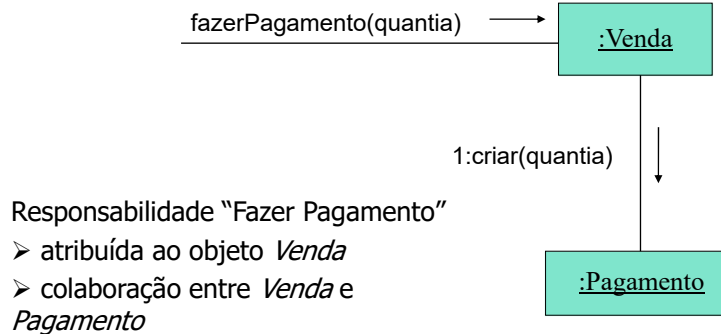 fazerPagamento(quantia)
:Venda
1:criar(quantia)
Responsabilidade “Fazer Pagamento”
➢ atribuída ao objeto Venda
➢ colaboração entre Venda e
Pagamento
:Pagamento